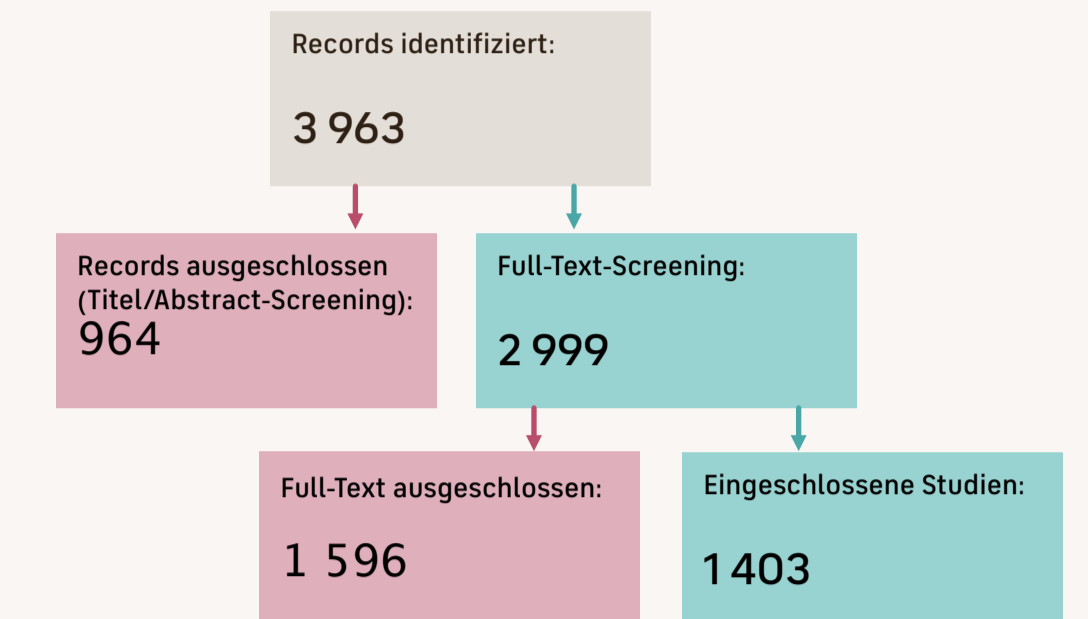 Records identifiziert:
3 963
Records ausgeschlossen
(Titel/Abstract-Screening):
964
Full-Text-Screening:
2 999
Full-Text ausgeschlossen:
1 596
Eingeschlossene Studien:
1 403